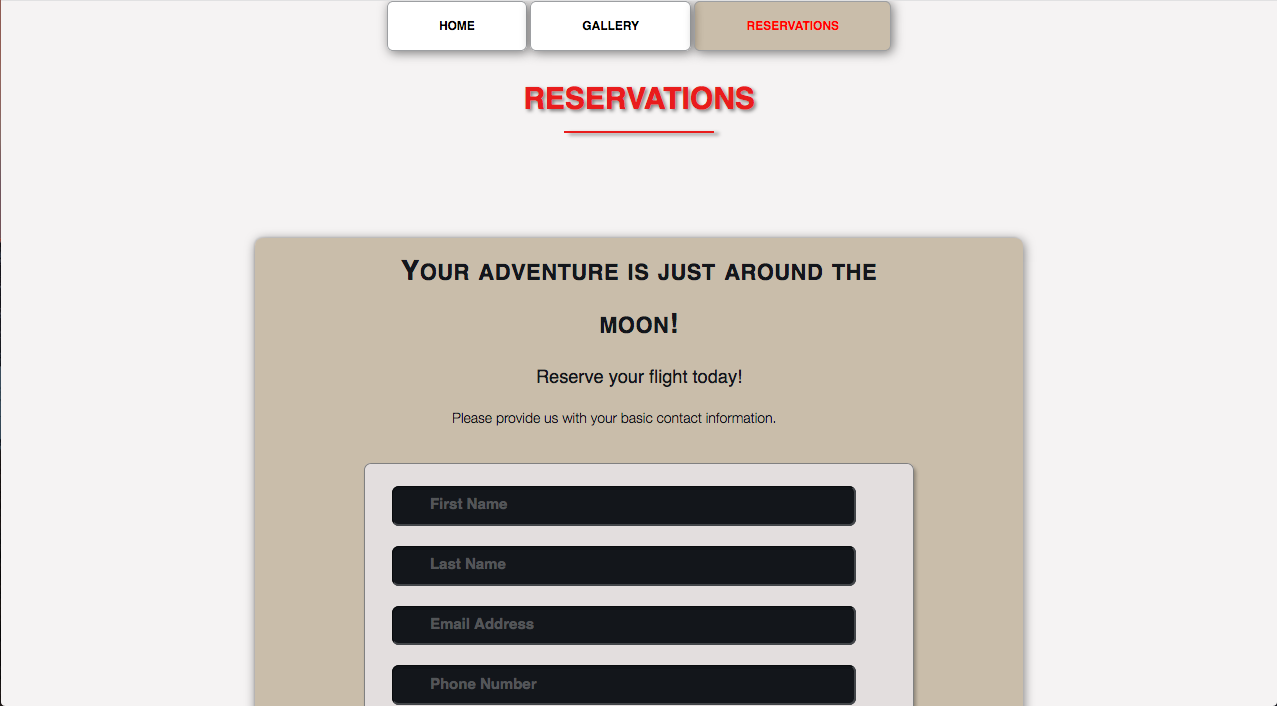 HOME GALLERY RESERVATIONS
RESERVATIONS
Your adventure is just around the
moon!
Reserve your flight today!
Please provide us with your basic contact information.
First Name
Last Name
Email Address
Phone Number